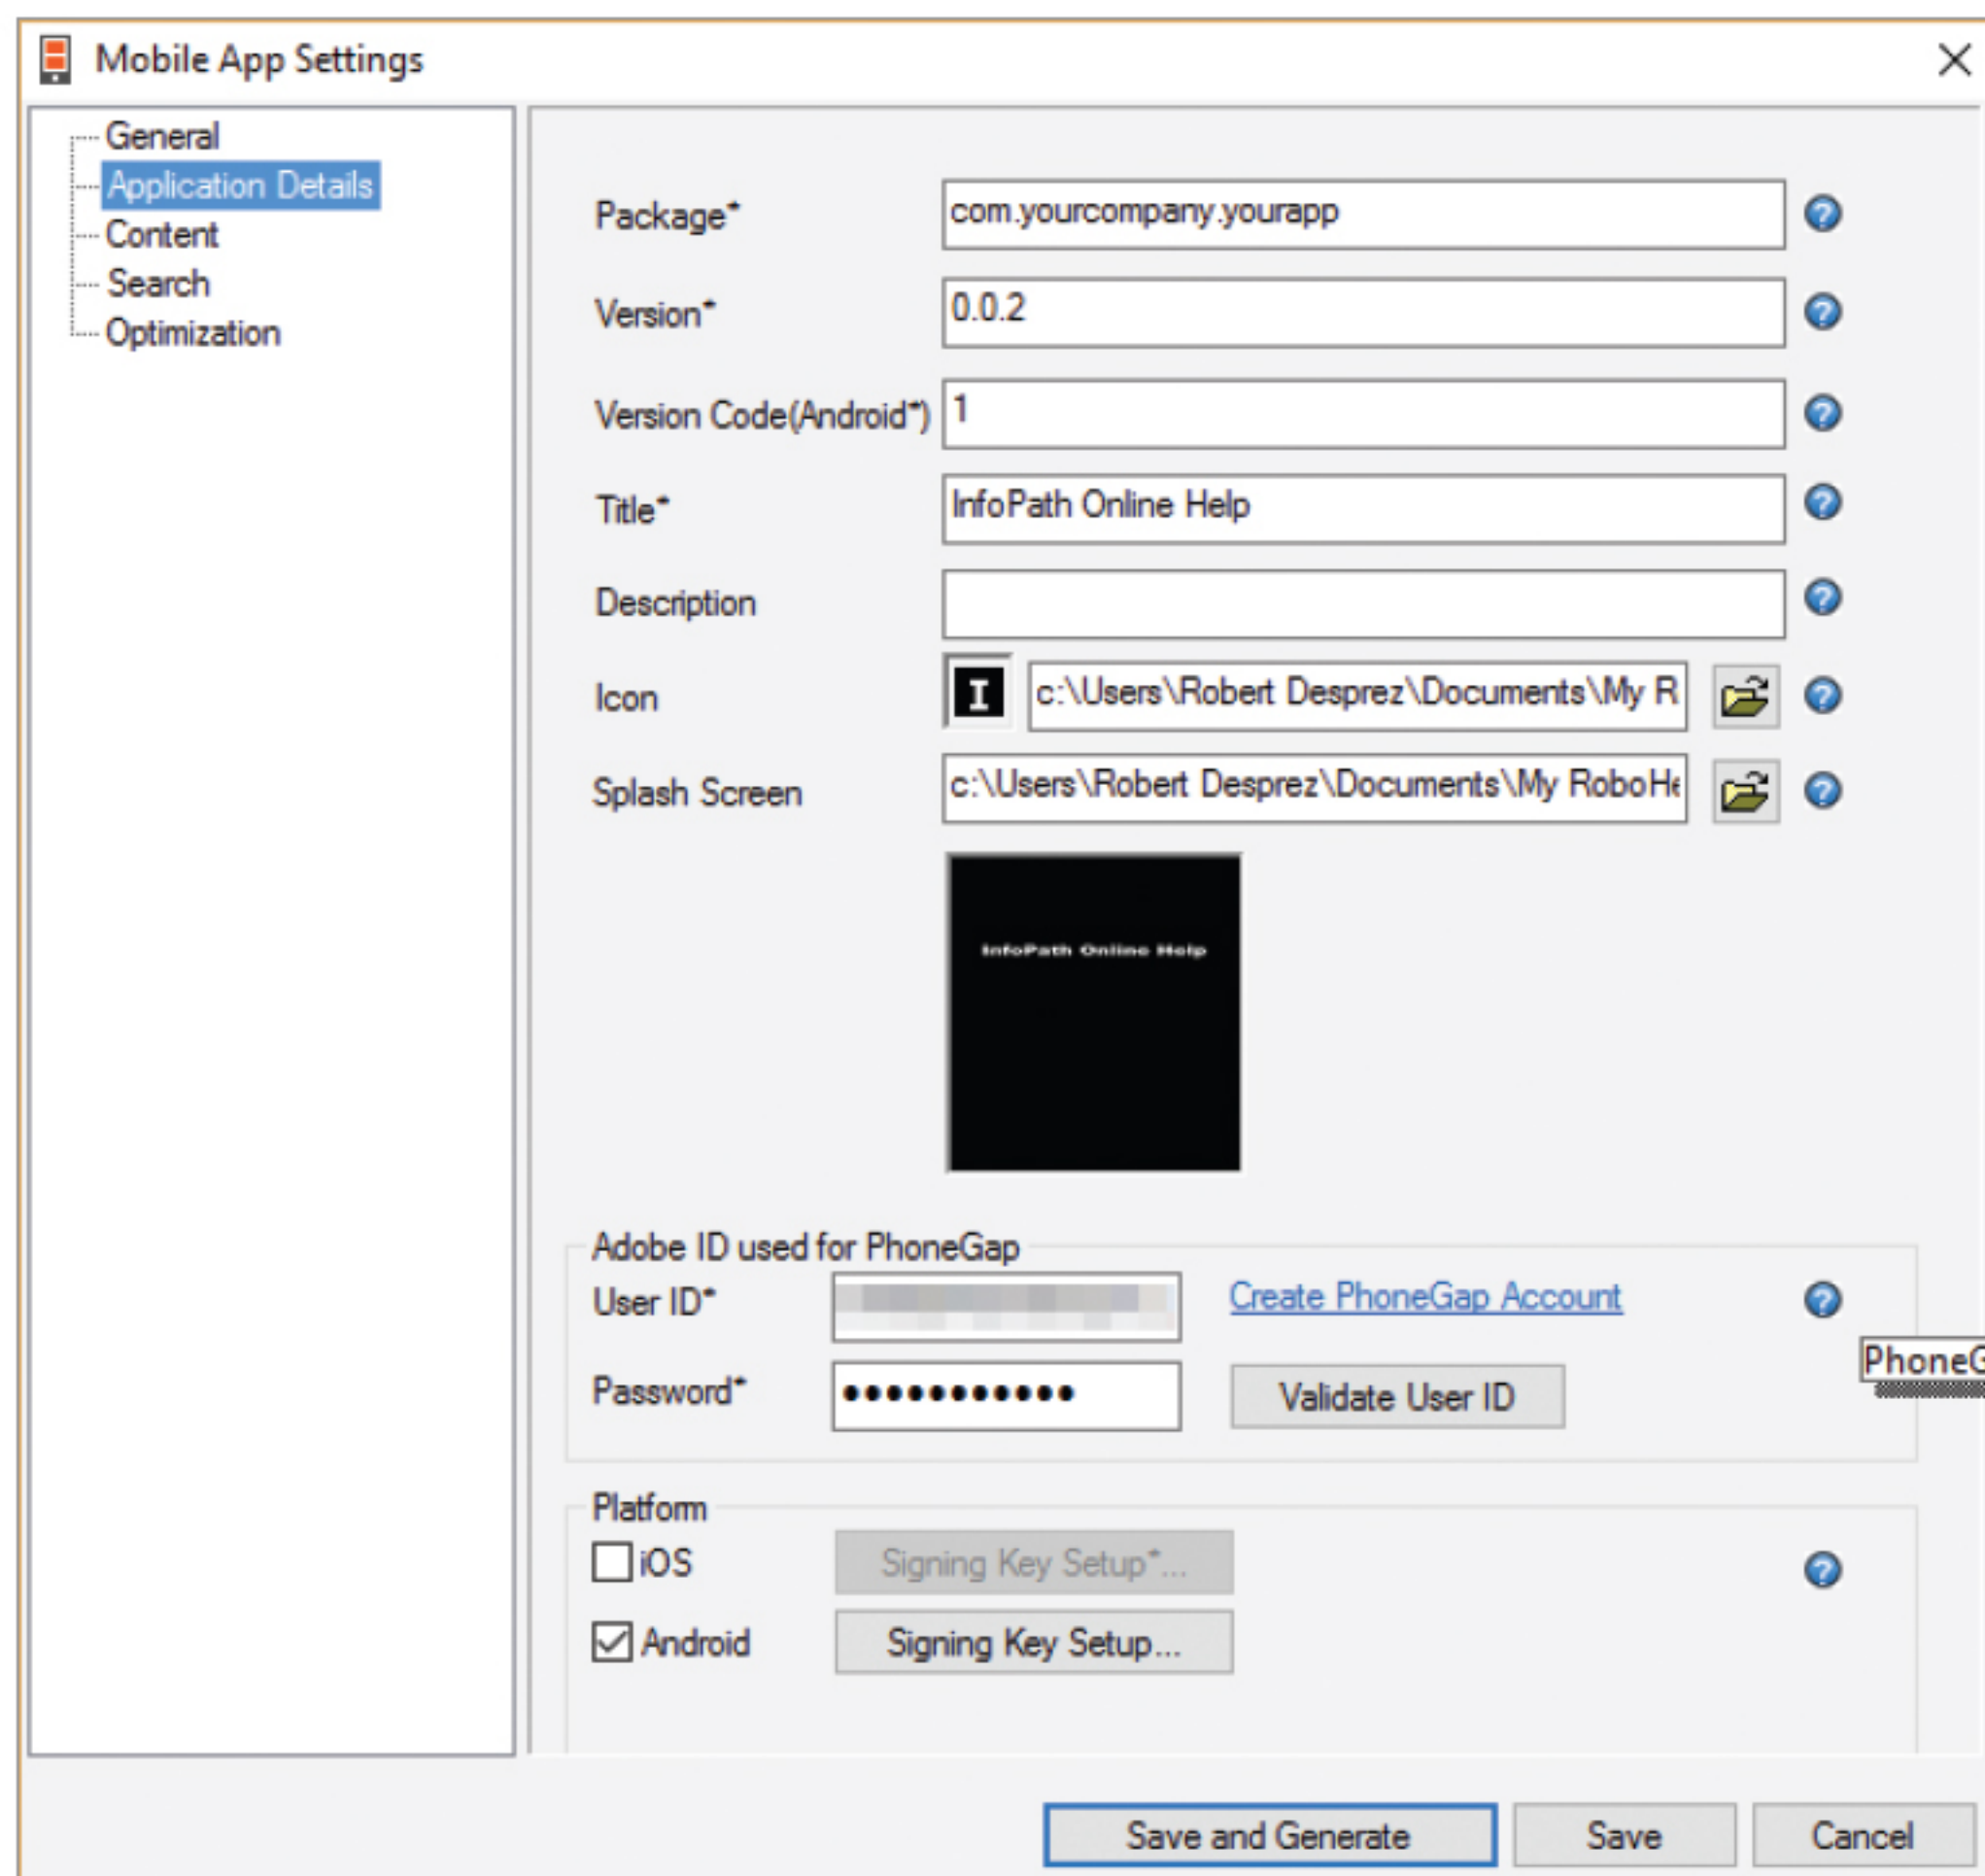 Mobile App Settings
General
Application Details
Content
Search
Optimization
Package*
com.yourcompany.yourapp
Version*
0.0.2
Version Code(Android*)
1
Title*
InfoPath Online Help
Description
Icon
I
c:\Users\Robert Desprez\Documents\My R
Splash Screen
c:\Users\Robert Desprez\Documents\My RoboHe
InfoPath Online Help
Adobe ID used for PhoneGap
User ID*
Create PhoneGap Account
Password*
Validate User ID
PhoneG
Platform
iOS
Signing Key Setup*...
Android
Signing Key Setup...
Save and Generate
Save
Cancel